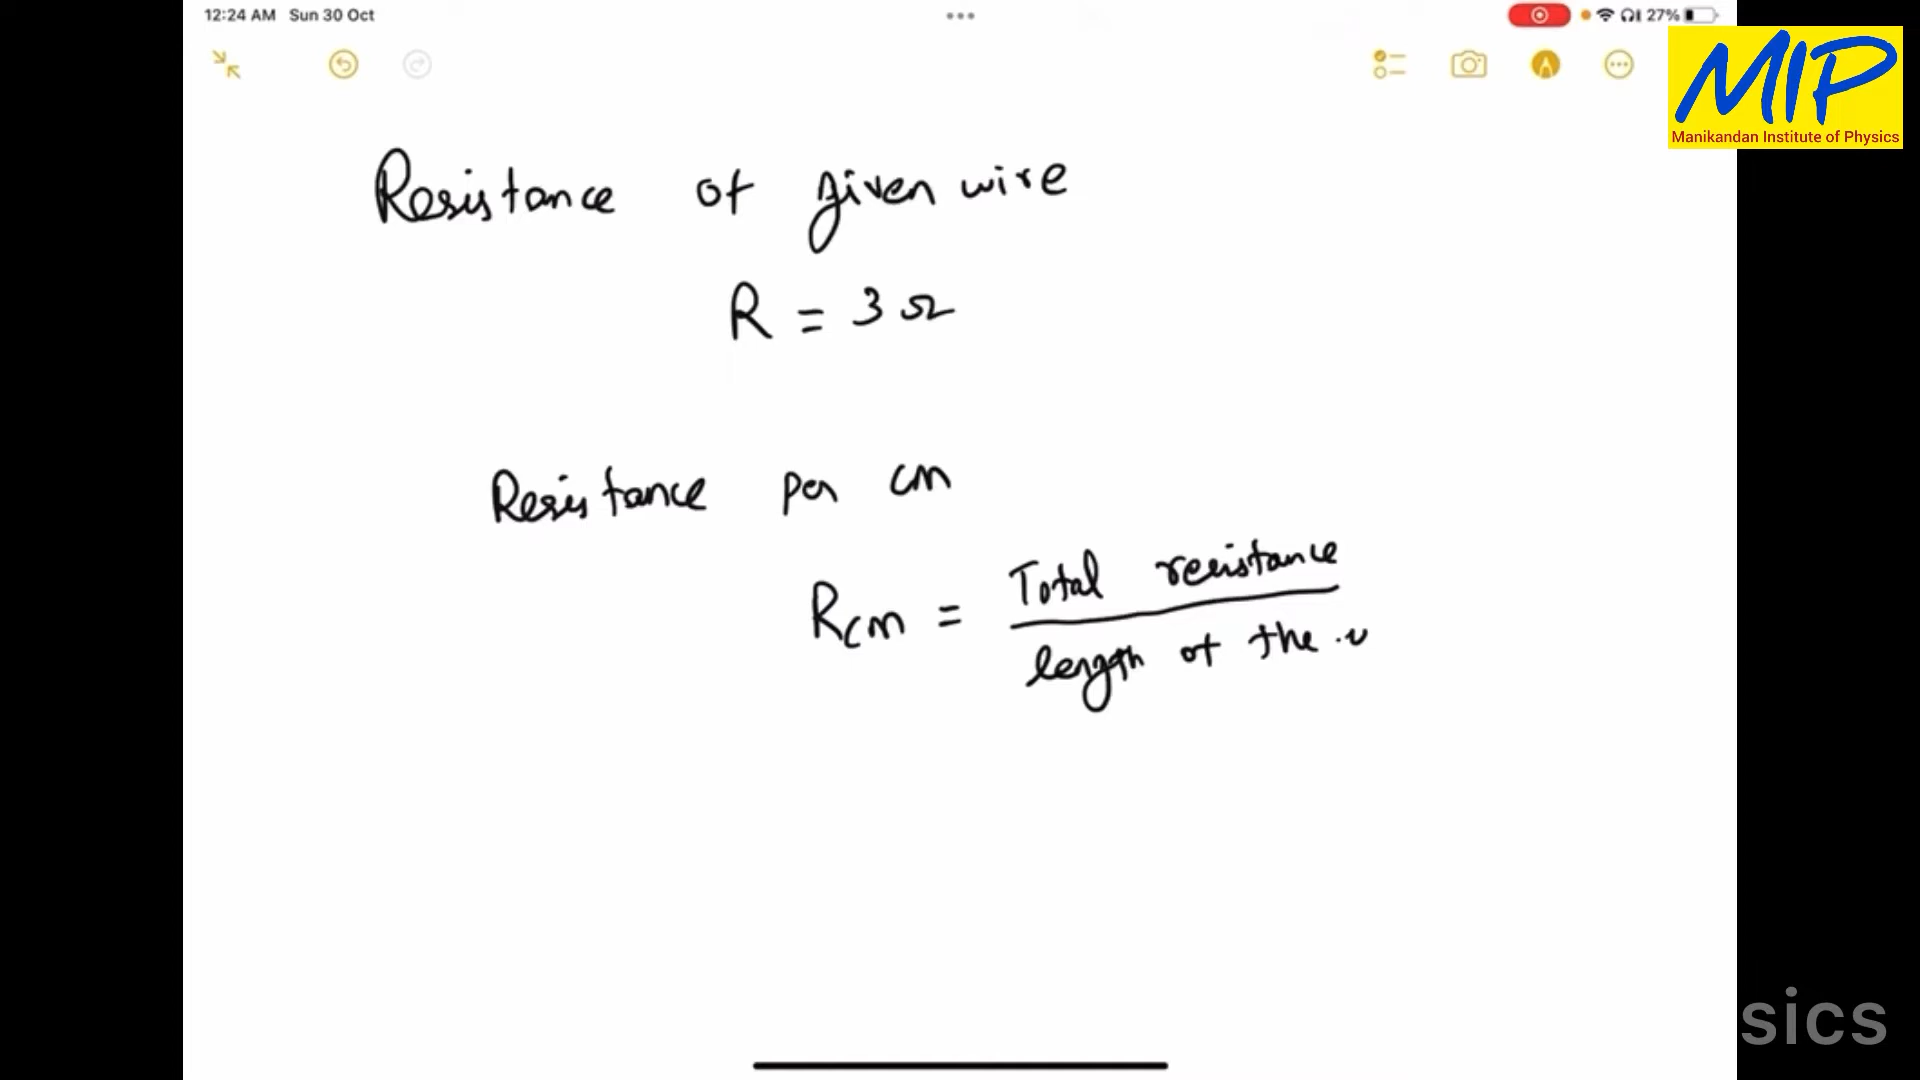 12:24 AM Sun 30 Oct
27%
MIP
Manikandan Institute of Physics
Resistance of given wire
R = 3 Ω
Resistance per cm
Rcm = Total resistance
length of the
sics